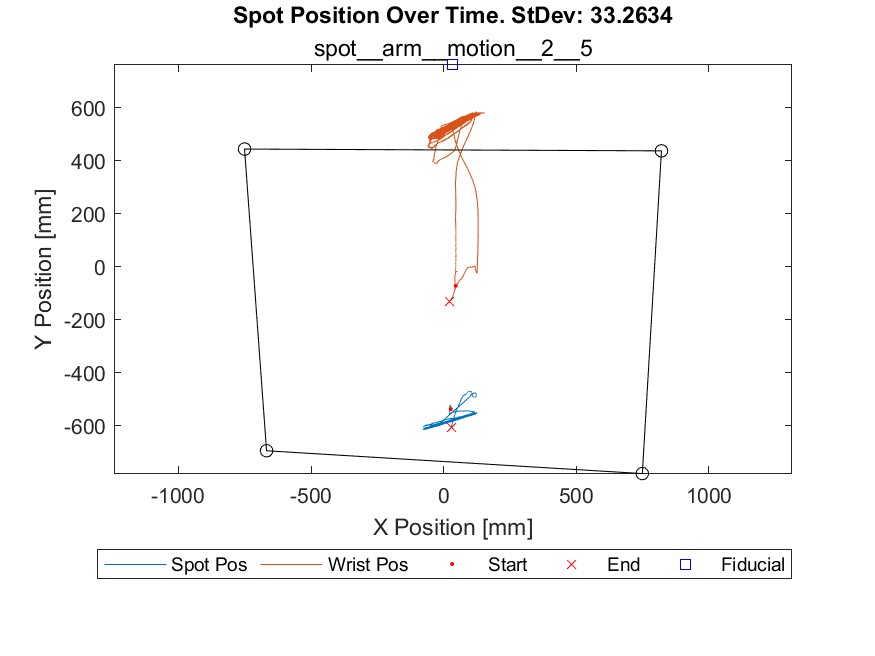 Spot Position Over Time. StDev: 33.2634
spot__arm__motion__2__5
600
400
200
0
-200
-400
-600
Y Position [mm]
-1000 -500 0 500 1000
X Position [mm]
Spot Pos Wrist Pos Start End Fiducial